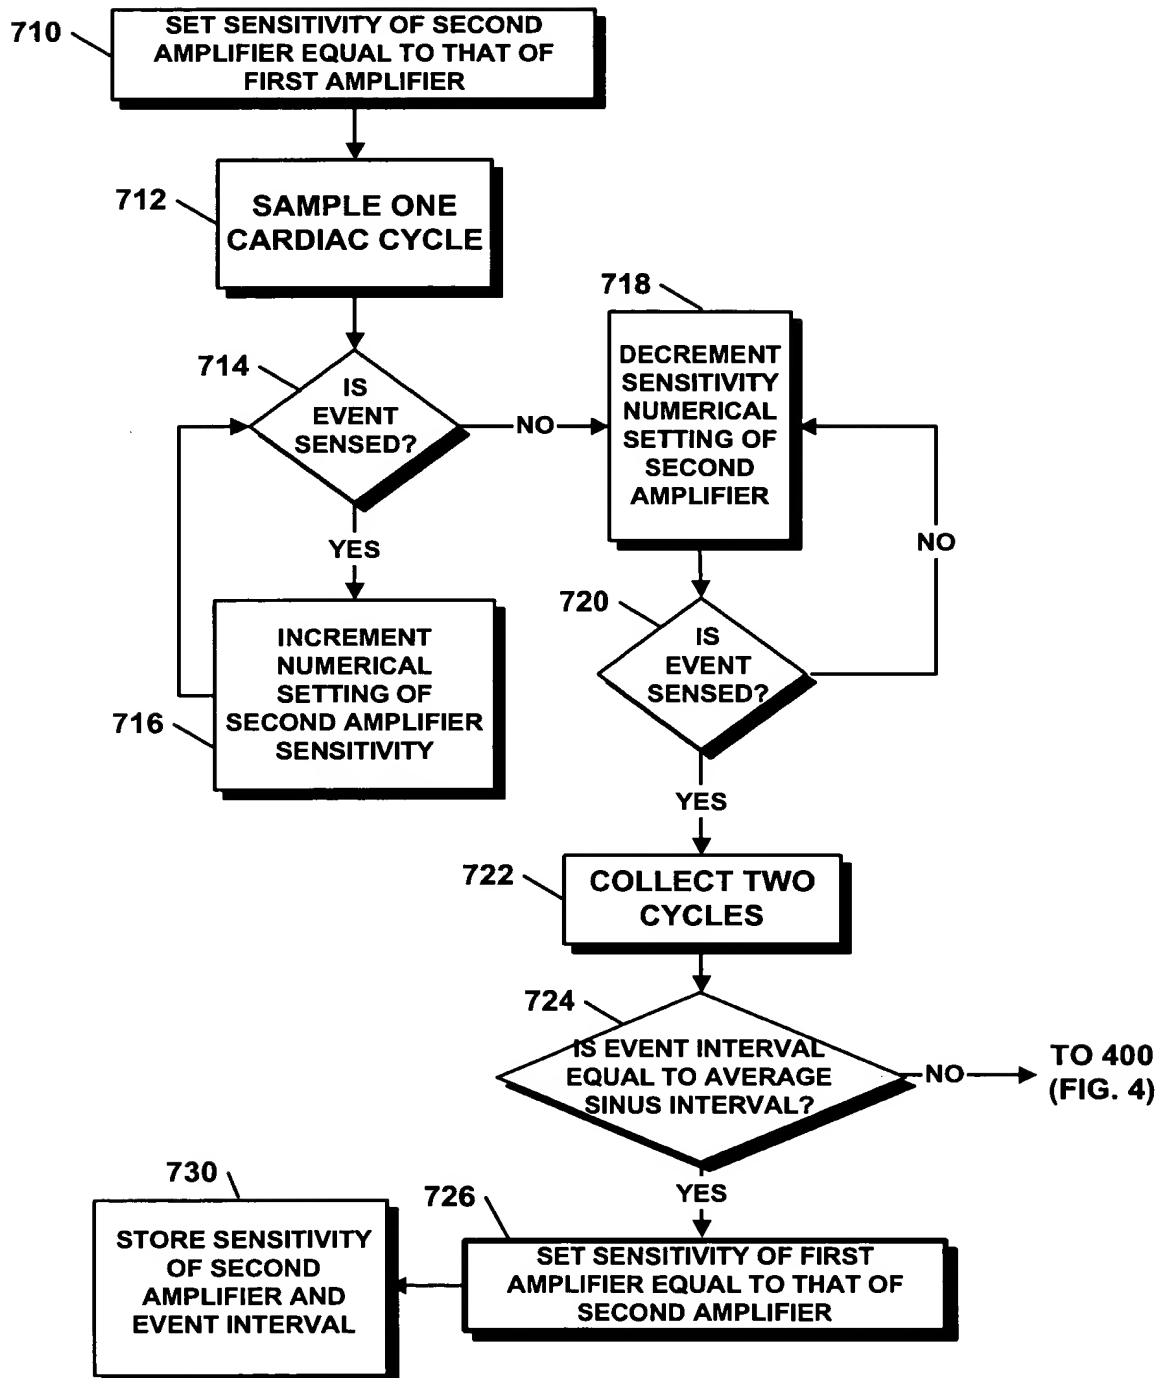 710
SET SENSITIVITY OF SECOND
AMPLIFIER EQUAL TO THAT OF
FIRST AMPLIFIER
712
SAMPLE ONE
CARDIAC CYCLE
714
IS
EVENT
SENSED?
NO
YES
716
INCREMENT
NUMERICAL
SETTING OF
SECOND AMPLIFIER
SENSITIVITY
718
DECREMENT
SENSITIVITY
NUMERICAL
SETTING OF
SECOND
AMPLIFIER
720
IS
EVENT
SENSED?
NO
YES
722
COLLECT TWO
CYCLES
724
IS EVENT INTERVAL
EQUAL TO AVERAGE
SINUS INTERVAL?
NO
TO 400
(FIG. 4)
YES
726
SET SENSITIVITY OF FIRST
AMPLIFIER EQUAL TO THAT OF
SECOND AMPLIFIER
730
STORE SENSITIVITY
OF SECOND
AMPLIFIER AND
EVENT INTERVAL